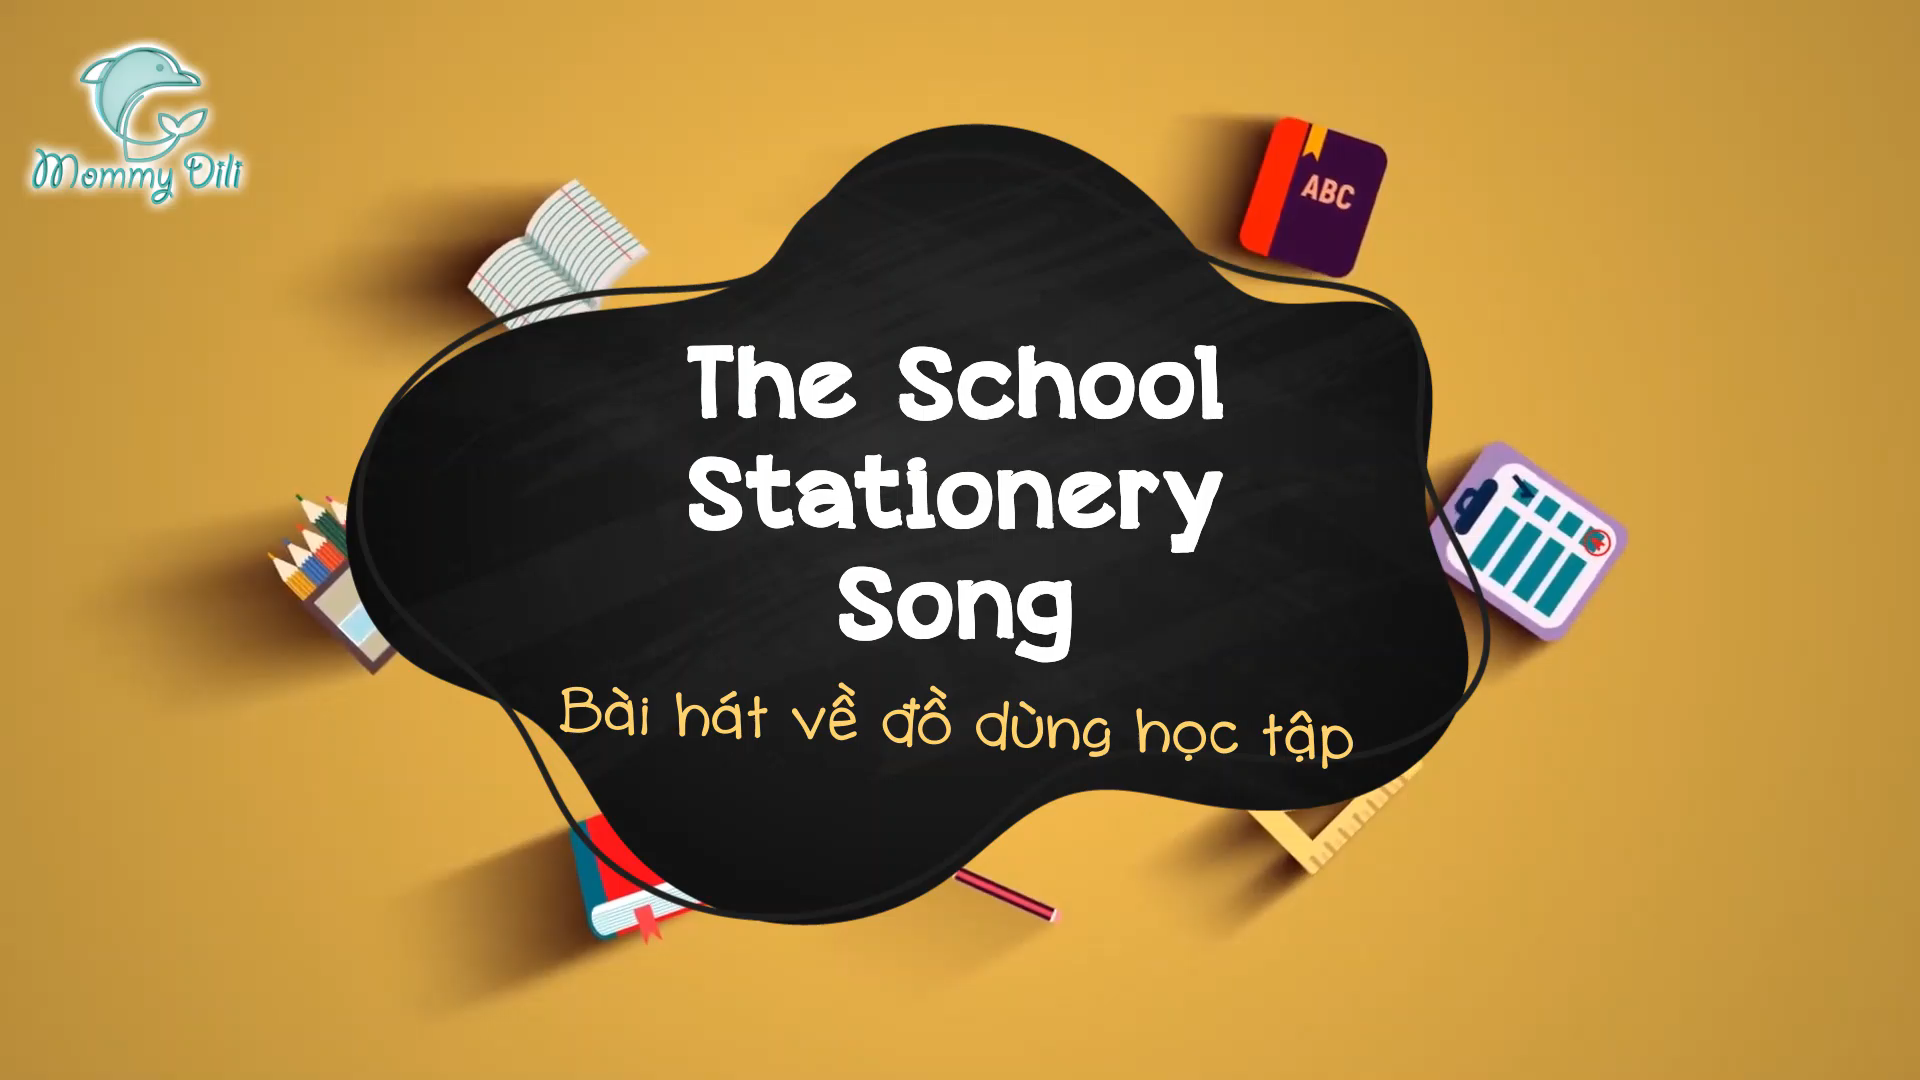 Mommy Dili
ABC
The School
Stationery
Song
Bài hát về đồ dùng học tập